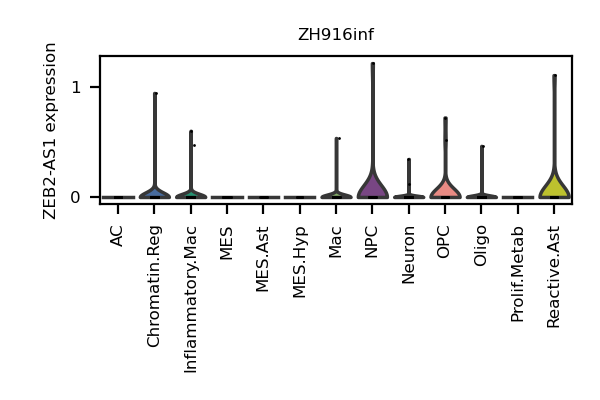 ZH916inf
ZEB2-AS1 expression
1
0
AC
Chromatin.Reg
Inflammatory.Mac
MES
MES.Ast
MES.Hyp
Mac
NPC
Neuron
OPC
Oligo
Prolif.Metab
Reactive.Ast